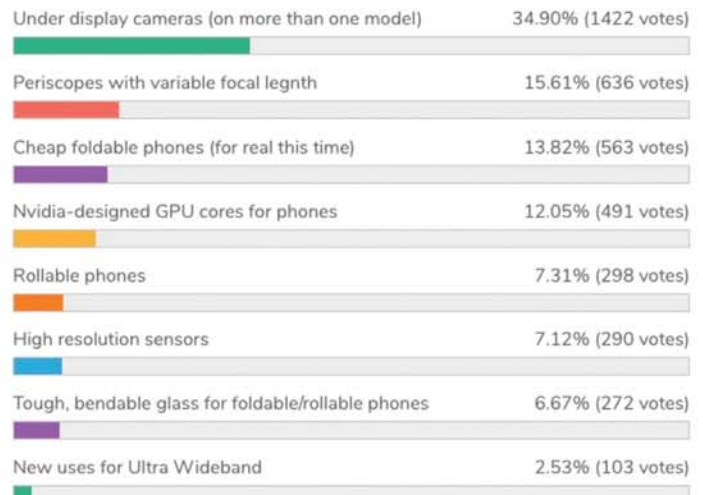 Under display cameras (on more than one model) 34.90% (1422 votes)
Periscopes with variable focal legnth 15.61% (636 votes)
Cheap foldable phones (for real this time) 13.82% (563 votes)
Nvidia-designed GPU cores for phones 12.05% (491 votes)
Rollable phones 7.31% (298 votes)
High resolution sensors 7.12% (290 votes)
Tough, bendable glass for foldable/rollable phones 6.67% (272 votes)
New uses for Ultra Wideband 2.53% (103 votes)